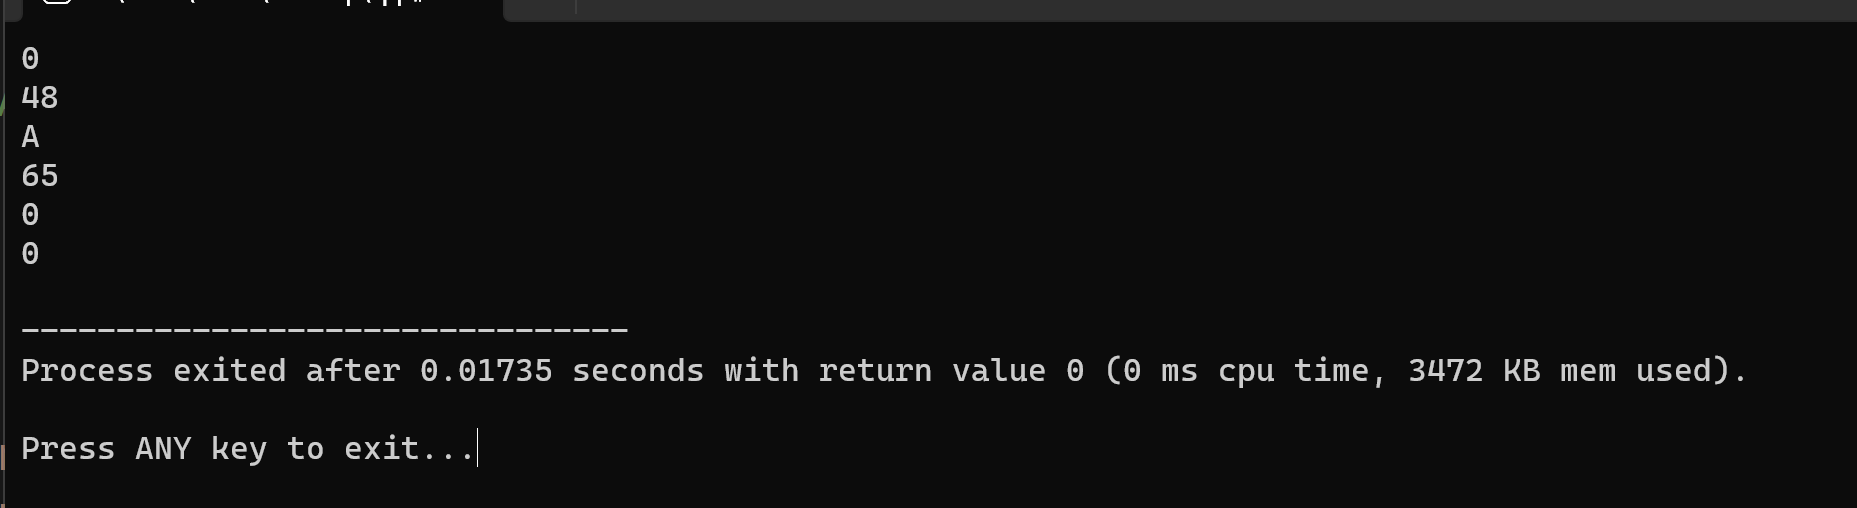 0
48
A
65
0
0
--------------------------------
Process exited after 0.01735 seconds with return value 0 (0 ms cpu time, 3472 KB mem used).
Press ANY key to exit...